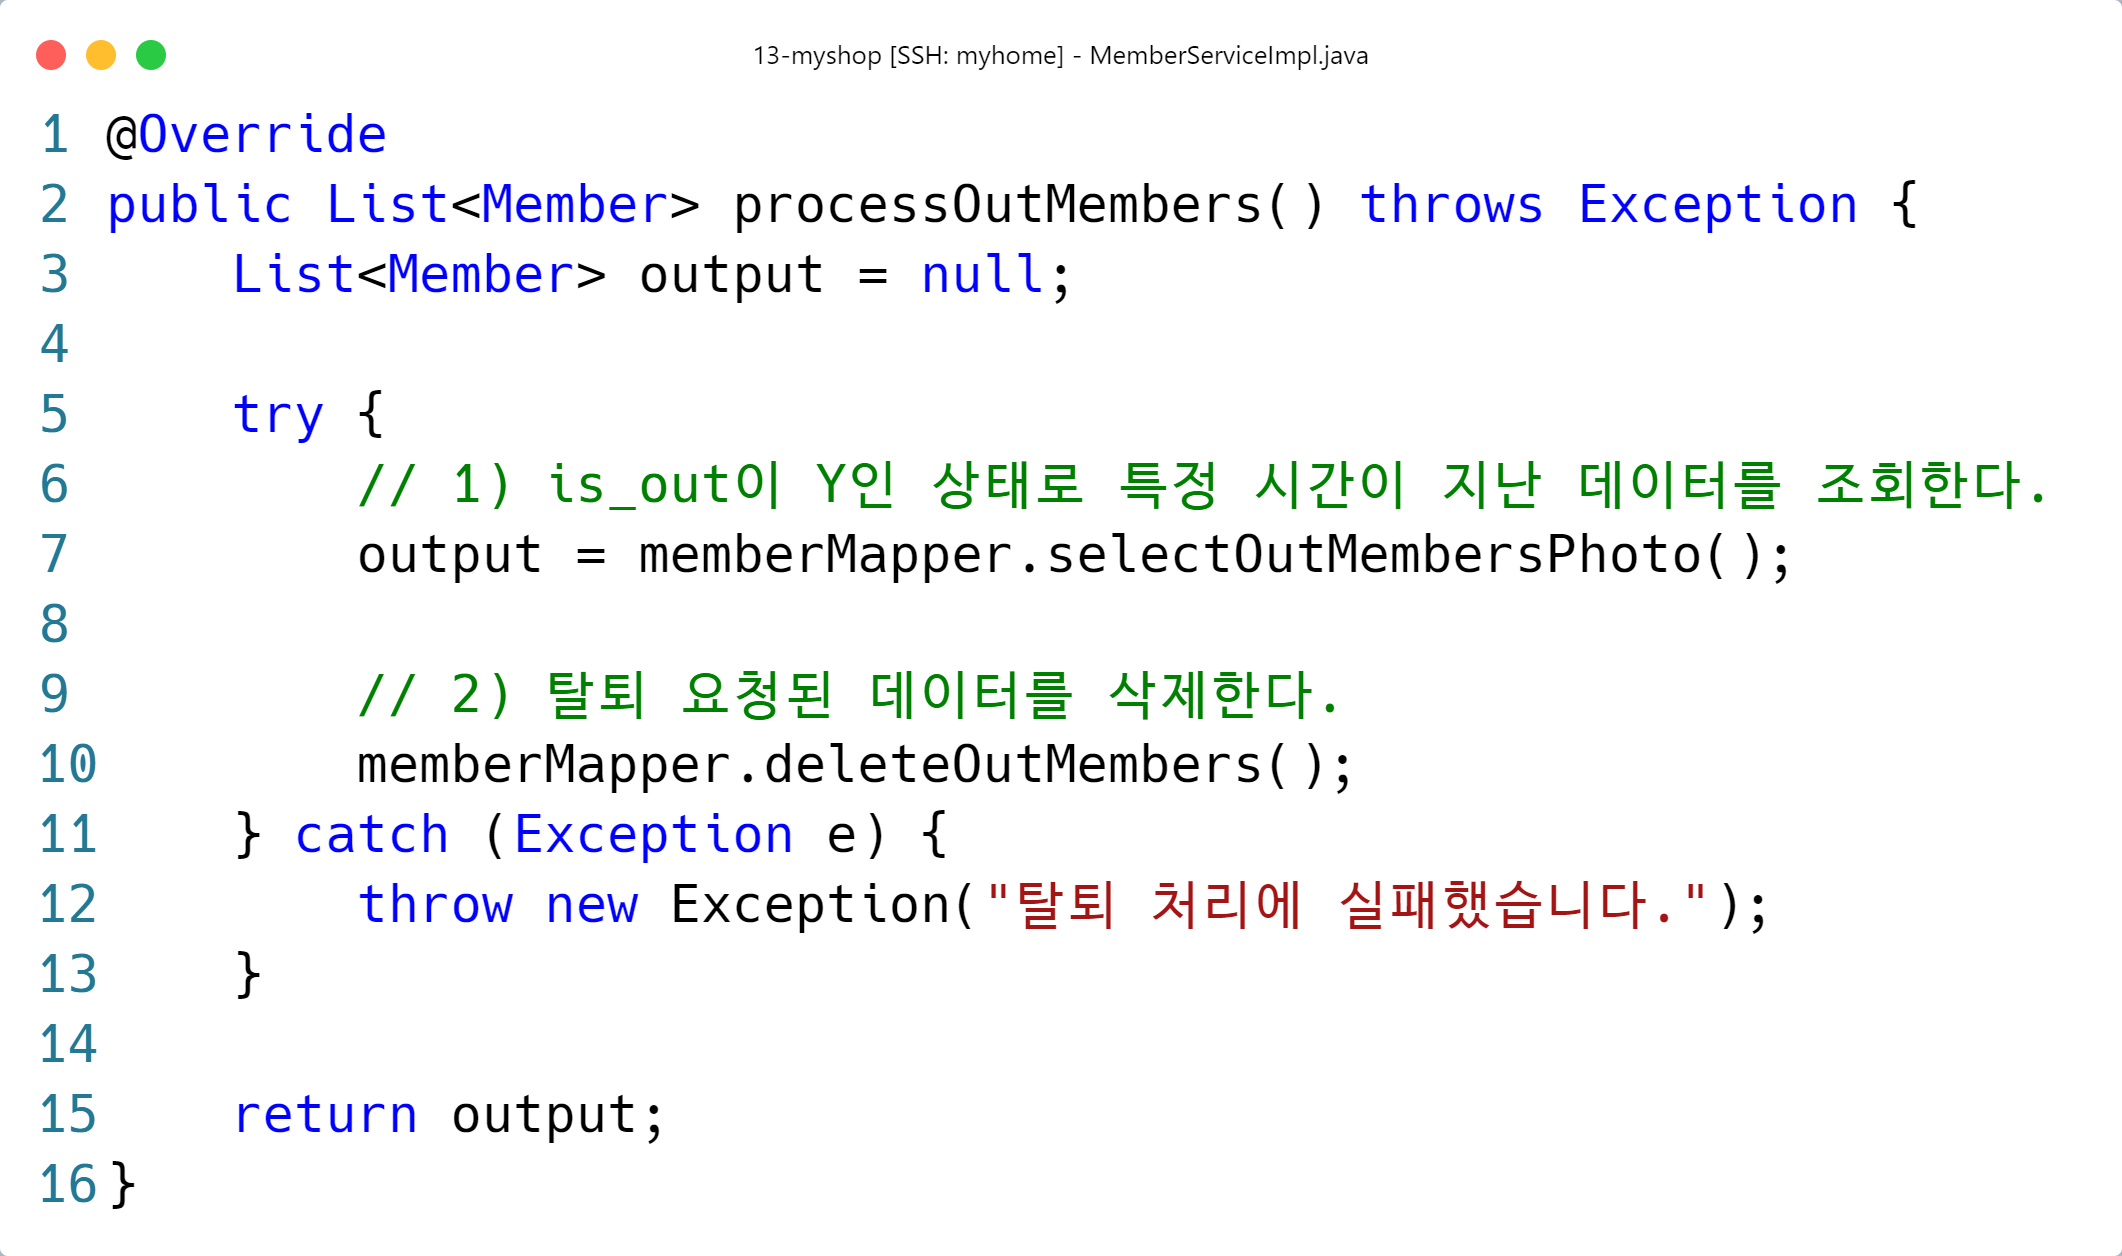 13-myshop [SSH: myhome] - MemberServiceImpl.java
1 @Override
2 public List<Member> processOutMembers() throws Exception {
3     List<Member> output = null;
4
5     try {
6         // 1) is_out이 Y인 상태로 특정 시간이 지난 데이터를 조회한다.
7         output = memberMapper.selectOutMembersPhoto();
8
9         // 2) 탈퇴 요청된 데이터를 삭제한다.
10         memberMapper.deleteOutMembers();
11     } catch (Exception e) {
12         throw new Exception("탈퇴 처리에 실패했습니다.");
13     }
14
15     return output;
16 }